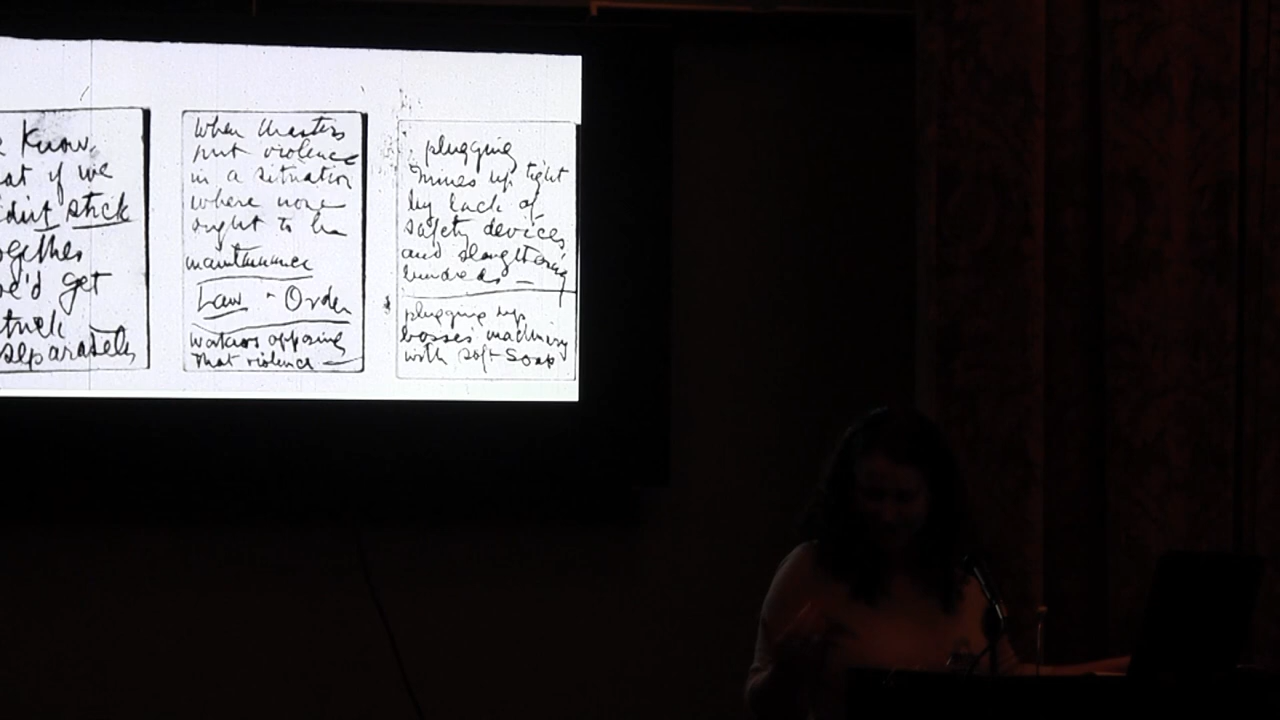 Know,
at if we
stick
ogether
e'd get
stuck
separately
when Masters
put violence
in a situation
where none
ought to be
maintenance
Law - Order
workers opposing
that violence —
plugging
mines up tight
by lack of
safety devices
and slaughtering
hundreds —
plugging up
bosses' machinery
with soft-soap